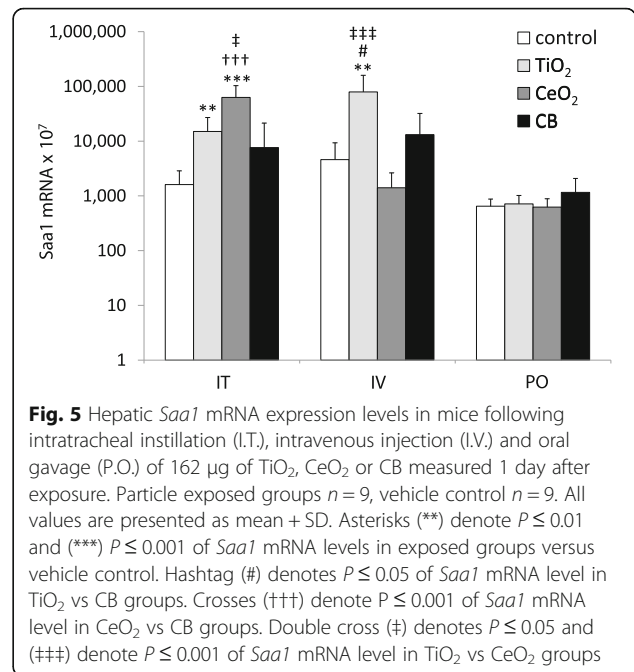 1,000,000
100,000
10,000
1,000
100
10
1
Saa1 mRNA x 10⁷
‡
†††
***
**
‡‡‡
#
**
control
TiO₂
CeO₂
CB
IT IV PO
Fig. 5 Hepatic Saa1 mRNA expression levels in mice following
intratracheal instillation (I.T.), intravenous injection (I.V.) and oral
gavage (P.O.) of 162 μg of TiO₂, CeO₂ or CB measured 1 day after
exposure. Particle exposed groups n = 9, vehicle control n = 9. All
values are presented as mean + SD. Asterisks (**) denote P ≤ 0.01
and (***) P ≤ 0.001 of Saa1 mRNA levels in exposed groups versus
vehicle control. Hashtag (#) denotes P ≤ 0.05 of Saa1 mRNA level in
TiO₂ vs CB groups. Crosses (†††) denote P ≤ 0.001 of Saa1 mRNA
level in CeO₂ vs CB groups. Double cross (‡) denotes P ≤ 0.05 and
(‡‡‡) denote P ≤ 0.001 of Saa1 mRNA level in TiO₂ vs CeO₂ groups